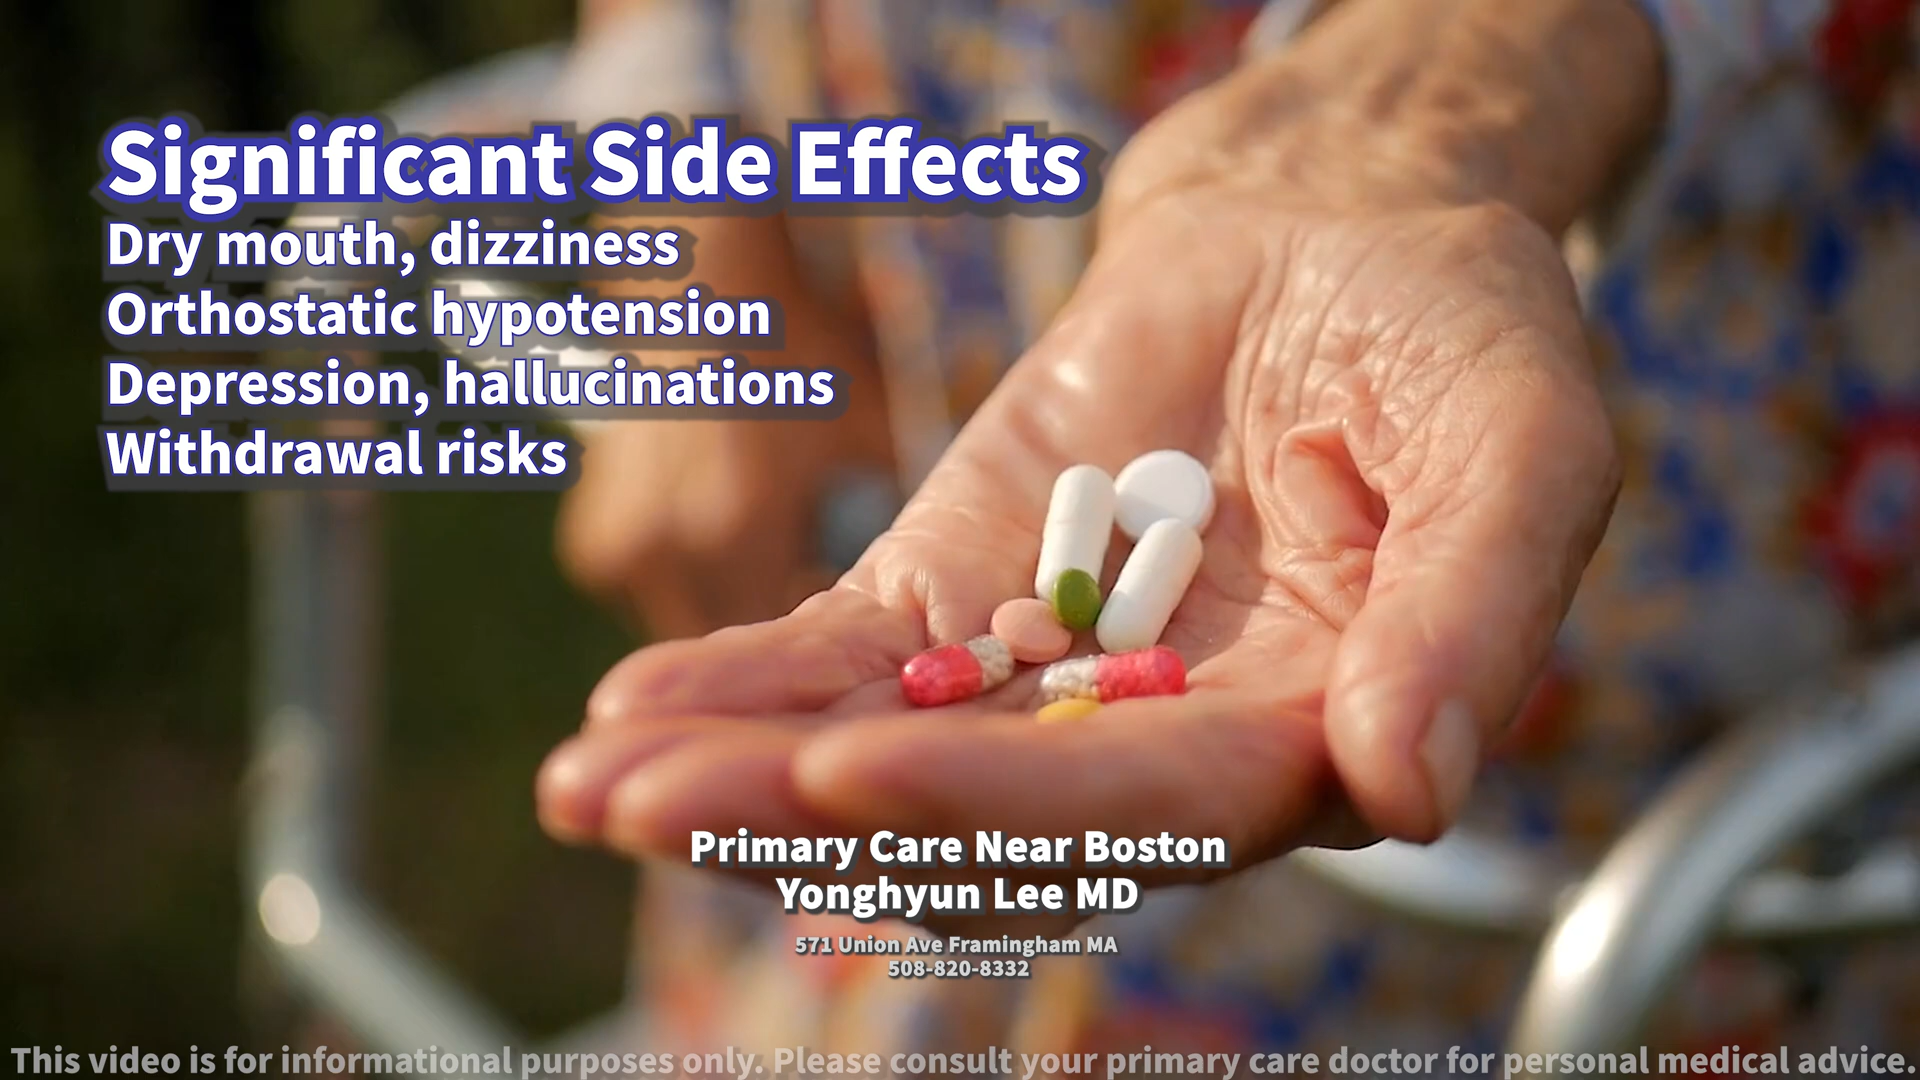 Significant Side Effects
Dry mouth, dizziness
Orthostatic hypotension
Depression, hallucinations
Withdrawal risks
Primary Care Near Boston
Yonghyun Lee MD
571 Union Ave Framingham MA
508-820-8332
This video is for informational purposes only. Please consult your primary care doctor for personal medical advice.